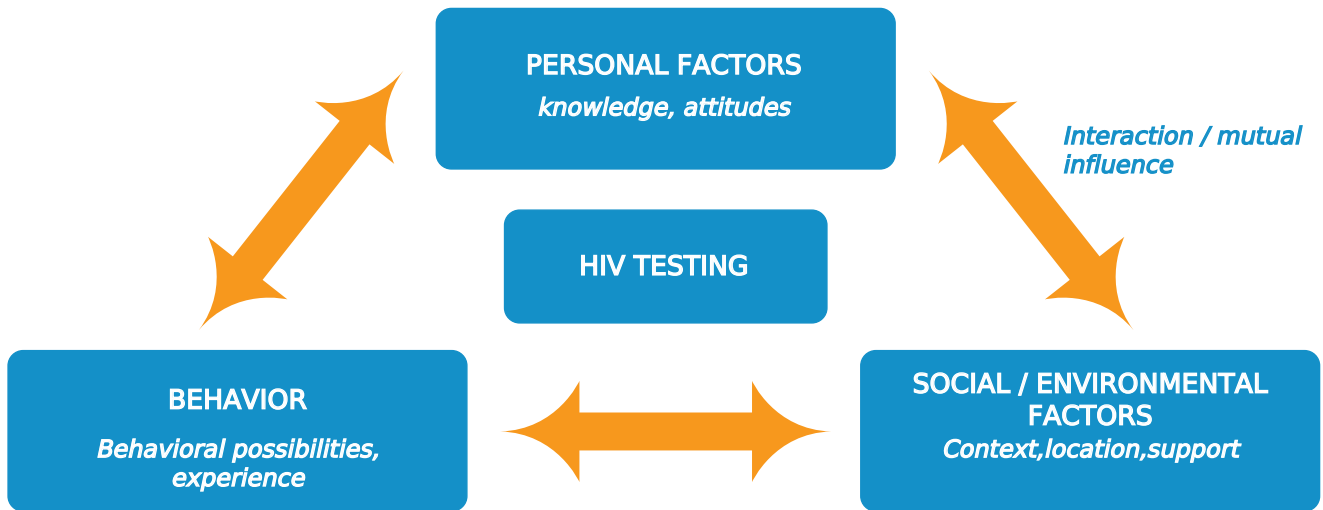 PERSONAL FACTORS
knowledge, attitudes
Interaction / mutual
influence
HIV TESTING
BEHAVIOR
Behavioral possibilities,
experience
SOCIAL / ENVIRONMENTAL
FACTORS
Context,location,support